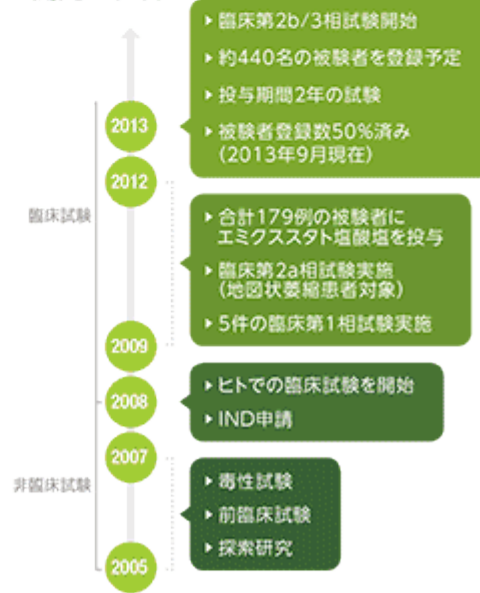 臨床第2b/3相試験開始
約440名の被験者を登録予定
投与期間2年の試験
被験者登録数50%済み
(2013年9月現在)
2013
2012
臨床試験
合計179例の被験者に
エミクススタト塩酸塩を投与
臨床第2a相試験実施
(地図状萎縮患者対象)
5件の臨床第1相試験実施
2009
2008
ヒトでの臨床試験を開始
IND申請
2007
非臨床試験
毒性試験
前臨床試験
探索研究
2005